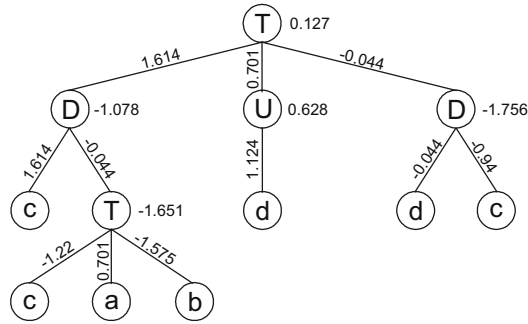 T 0.127
1.614 0.701 -0.044
D -1.078 U 0.628 D -1.756
1.614 -0.044 1.124 -0.044 -0.94
c T -1.651 d d c
-1.22 0.701 -1.575
c a b